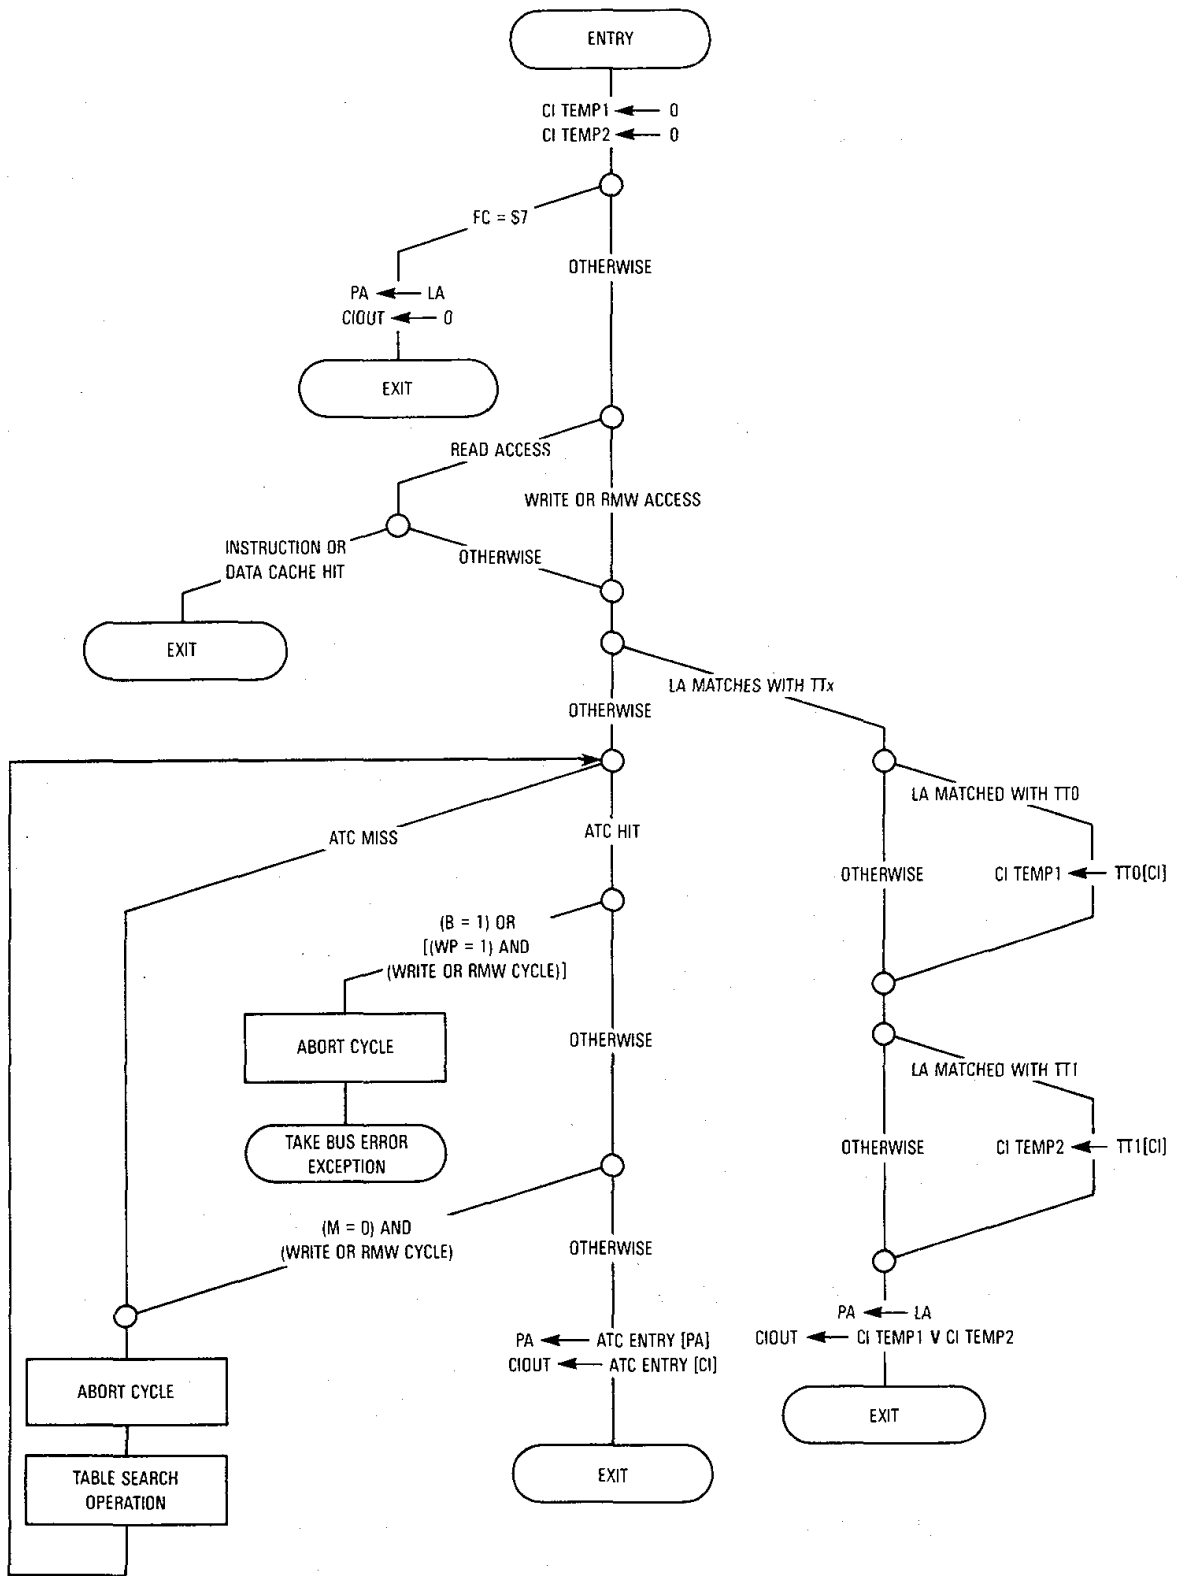 ENTRY
CI TEMP1 ← 0
CI TEMP2 ← 0
FC = $7
OTHERWISE
PA ← LA
CIOUT ← 0
EXIT
READ ACCESS
WRITE OR RMW ACCESS
INSTRUCTION OR
DATA CACHE HIT
OTHERWISE
EXIT
LA MATCHES WITH TTx
OTHERWISE
LA MATCHED WITH TT0
ATC MISS
ATC HIT
OTHERWISE
CI TEMP1 ← TT0[CI]
(B = 1) OR
[(WP = 1) AND
(WRITE OR RMW CYCLE)]
ABORT CYCLE
OTHERWISE
LA MATCHED WITH TT1
TAKE BUS ERROR
EXCEPTION
OTHERWISE
CI TEMP2 ← TT1[CI]
(M = 0) AND
(WRITE OR RMW CYCLE)
OTHERWISE
PA ← LA
CIOUT ← CI TEMP1 V CI TEMP2
PA ← ATC ENTRY [PA]
CIOUT ← ATC ENTRY [CI]
ABORT CYCLE
EXIT
TABLE SEARCH
OPERATION
EXIT